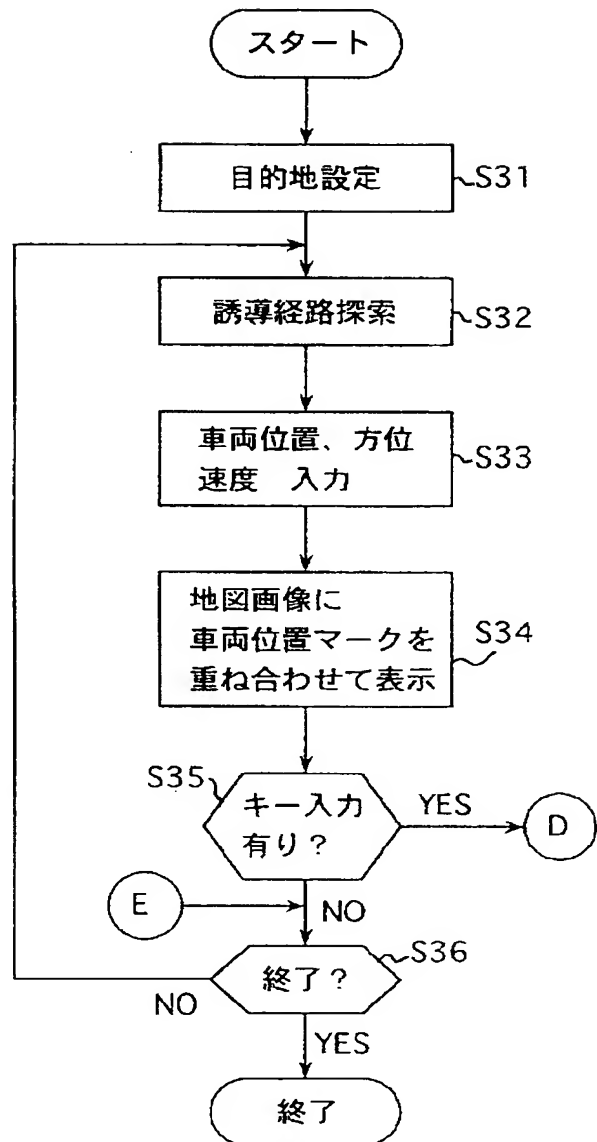 スタート
目的地設定
S31
誘導経路探索
S32
車両位置、方位
速度　入力
S33
地図画像に
車両位置マークを
重ね合わせて表示
S34
S35
キー入力
有り？
YES
D
E
NO
S36
終了？
NO
YES
終了